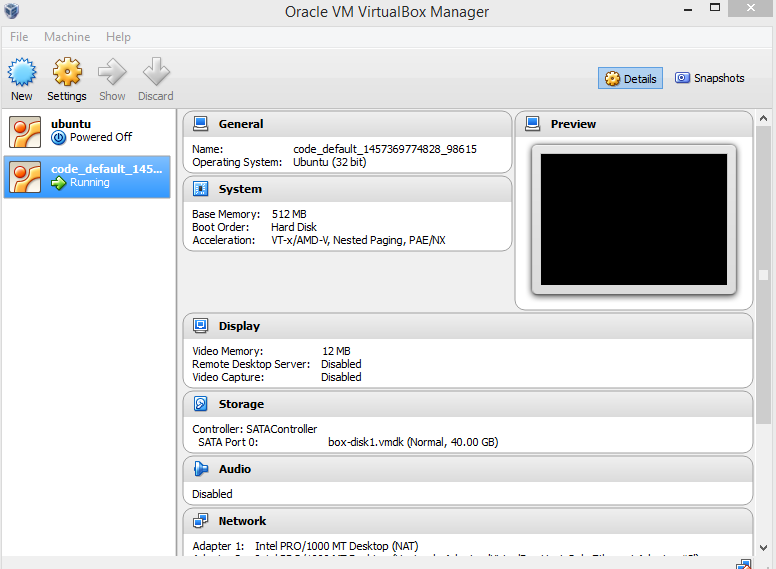 Oracle VM VirtualBox Manager
File Machine Help
New Settings Show Discard
Details Snapshots
ubuntu
Powered Off
code_default_145...
Running
General
Name: code_default_1457369774828_98615
Operating System: Ubuntu (32 bit)
Preview
System
Base Memory: 512 MB
Boot Order: Hard Disk
Acceleration: VT-x/AMD-V, Nested Paging, PAE/NX
Display
Video Memory: 12 MB
Remote Desktop Server: Disabled
Video Capture: Disabled
Storage
Controller: SATAController
SATA Port 0: box-disk1.vmdk (Normal, 40.00 GB)
Audio
Disabled
Network
Adapter 1: Intel PRO/1000 MT Desktop (NAT)